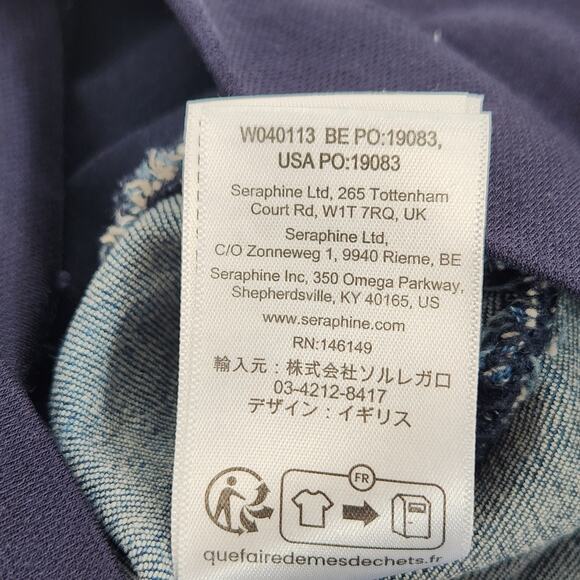 W040113 BE PO:19083,
USA PO:19083
Seraphine Ltd, 265 Tottenham
Court Rd, W1T 7RQ, UK
Seraphine Ltd,
C/O Zonneweg 1, 9940 Rieme, BE
Seraphine Inc, 350 Omega Parkway,
Shepherdsville, KY 40165, US
www.seraphine.com
RN:146149
輸入元：株式会社ソルレガロ
03-4212-8417
デザイン：イギリス
FR
quefairedemesdechets.fr